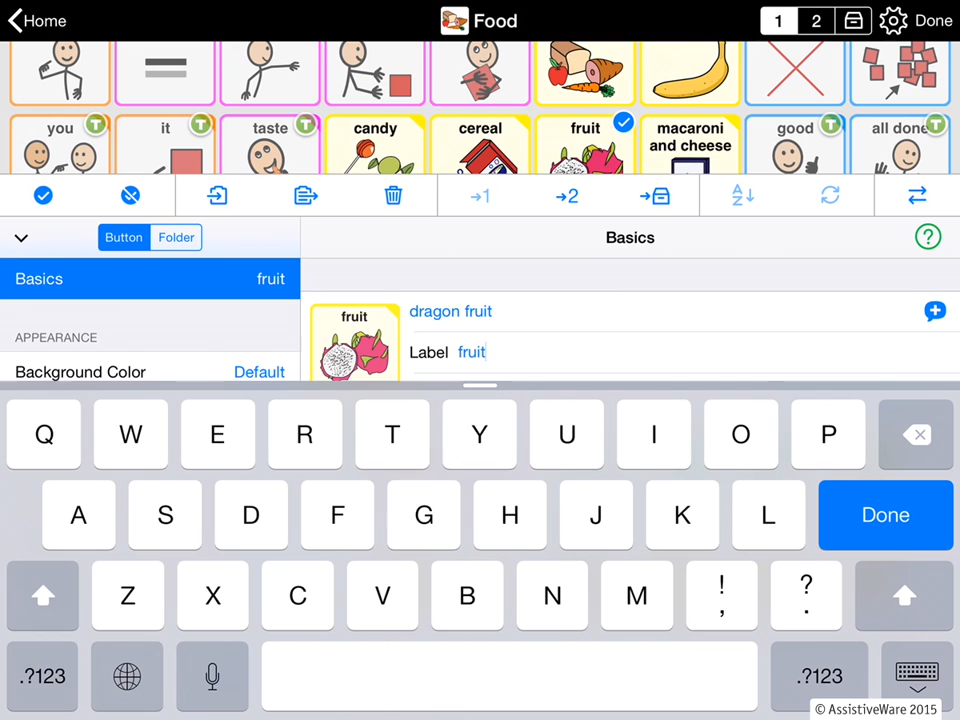 Home
Food
1
2
Done
you
it
taste
candy
cereal
fruit
macaroni
and cheese
good
all done
T
T
T
T
T
→1
→2
A
Z
Button
Folder
Basics
?
Basics
fruit
fruit
dragon fruit
APPEARANCE
Label fruit
Background Color
Default
Q W E R T Y U I O P
A S D F G H J K L Done
Z X C V B N M ! , ? .
.?123
.?123
© AssistiveWare 2015